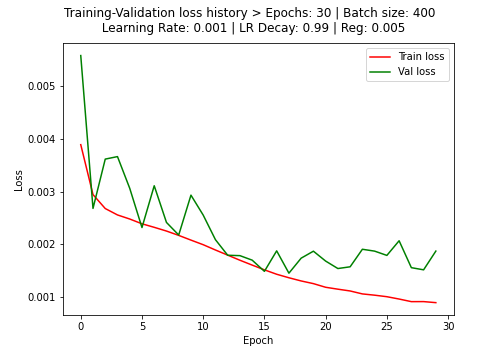 Training-Validation loss history > Epochs: 30 | Batch size: 400
Learning Rate: 0.001 | LR Decay: 0.99 | Reg: 0.005
Train loss
Val loss
0.005
0.004
0.003
0.002
0.001
Loss
0 5 10 15 20 25 30
Epoch